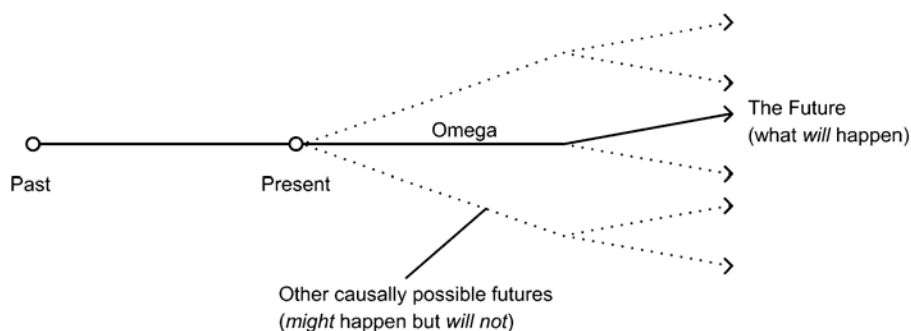 Omega
The Future
(what will happen)
Past
Present
Other causally possible futures
(might happen but will not)